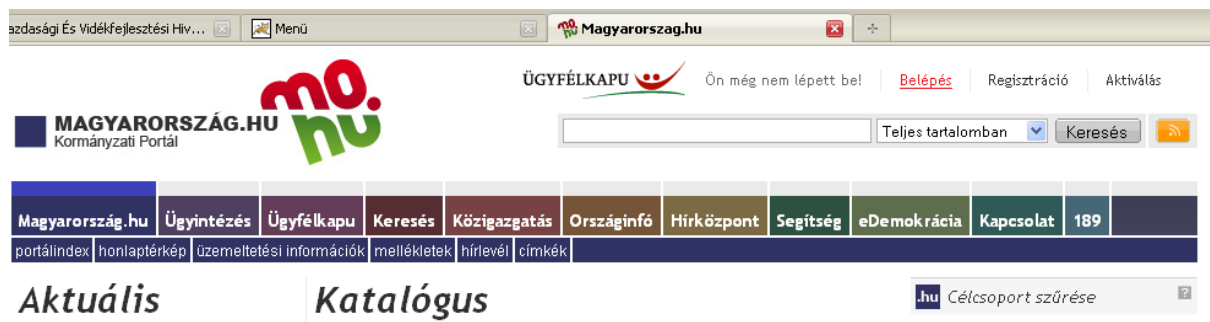 azdasági És Vidékfejlesztési Hiv... Menü Magyarorszag.hu
mo.
hu
ÜGYFÉLKAPU Ön még nem lépett be! Belépés Regisztráció Aktiválás
MAGYARORSZÁG.HU
Kormányzati Portál
Teljes tartalomban Keresés
Magyarország.hu Ügyintézés Ügyfélkapu Keresés Közigazgatás Országinfó Hírközpont Segítség eDemokrácia Kapcsolat 189
portálindex honlaptérkép üzemeltetési információk mellékletek hírlevél címkék
Aktuális Katalógus .hu Célcsoport szűrése ?